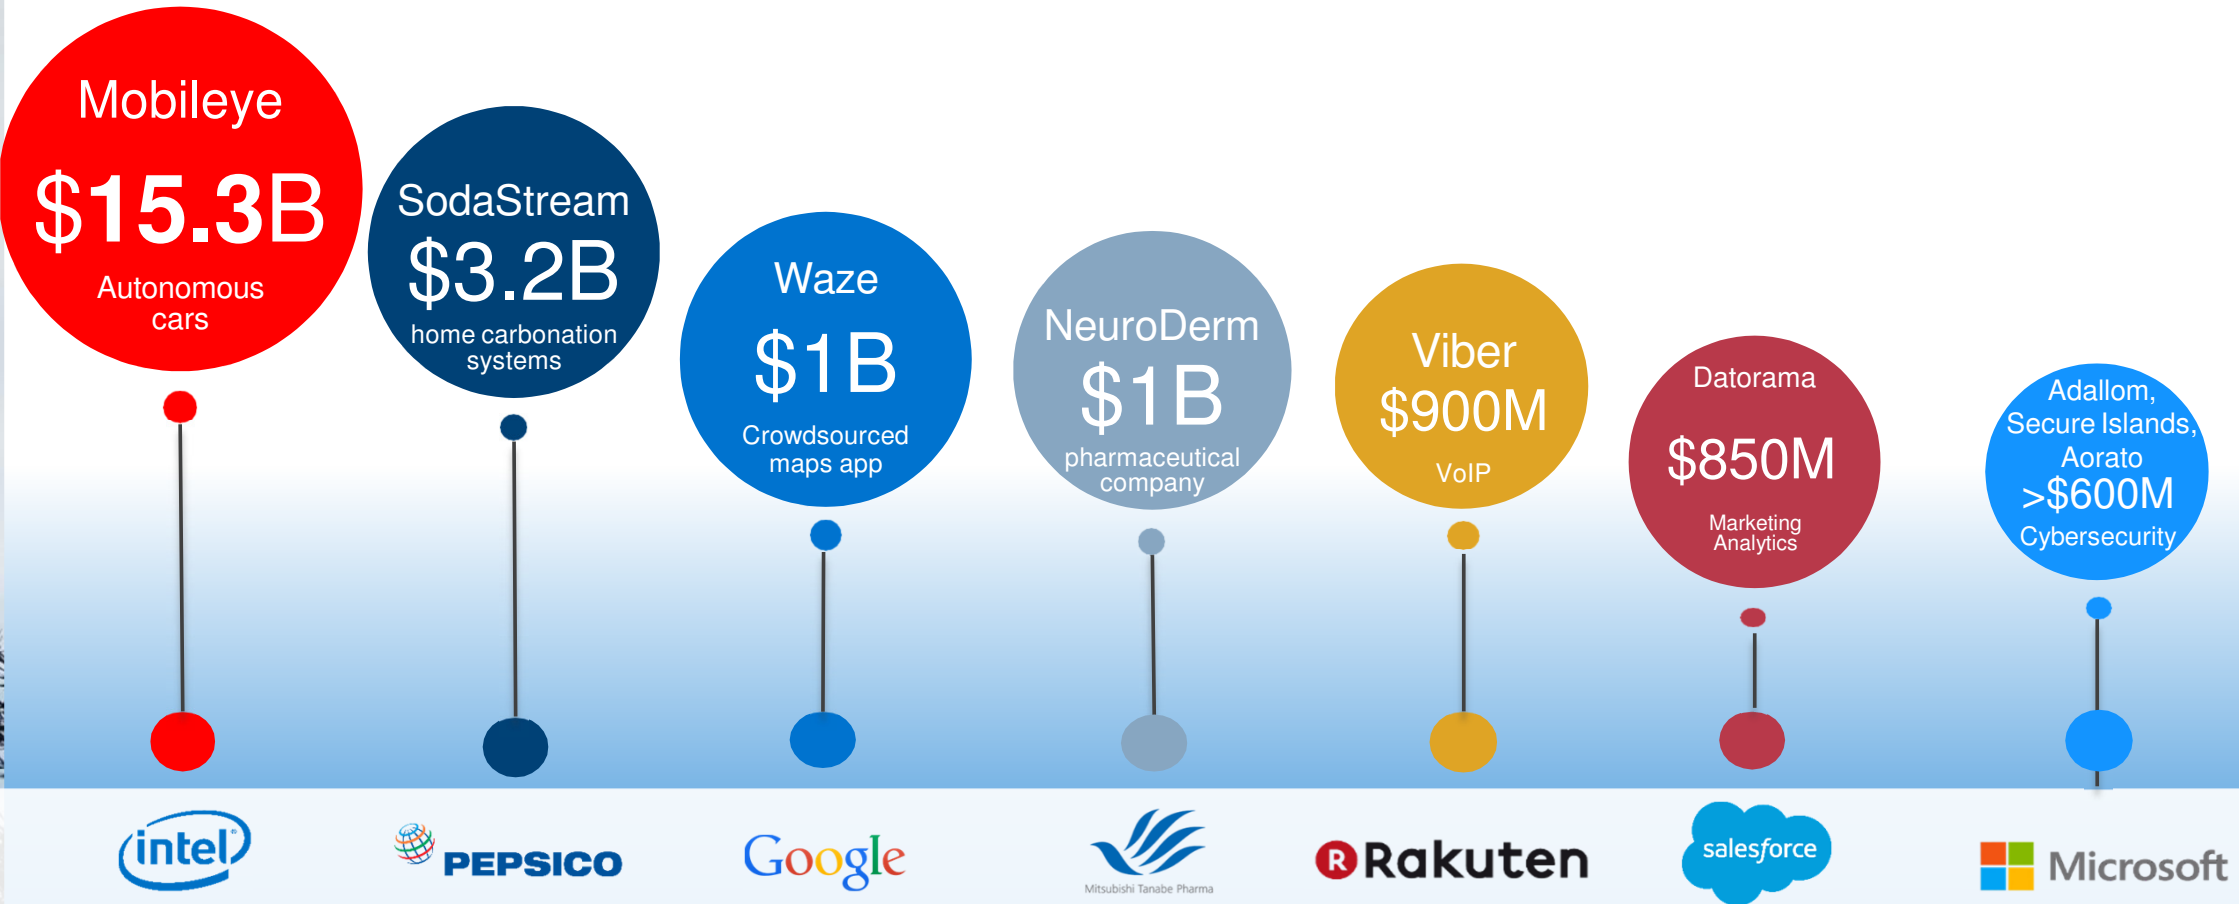 Mobileye
$15.3B
Autonomous
cars
SodaStream
$3.2B
home carbonation
systems
Waze
$1B
Crowdsourced
maps app
NeuroDerm
$1B
pharmaceutical
company
Viber
$900M
VoIP
Datorama
$850M
Marketing
Analytics
Adallom,
Secure Islands,
Aorato
>$600M
Cybersecurity
intel
PEPSICO
Google
Mitsubishi Tanabe Pharma
R Rakuten
salesforce
Microsoft